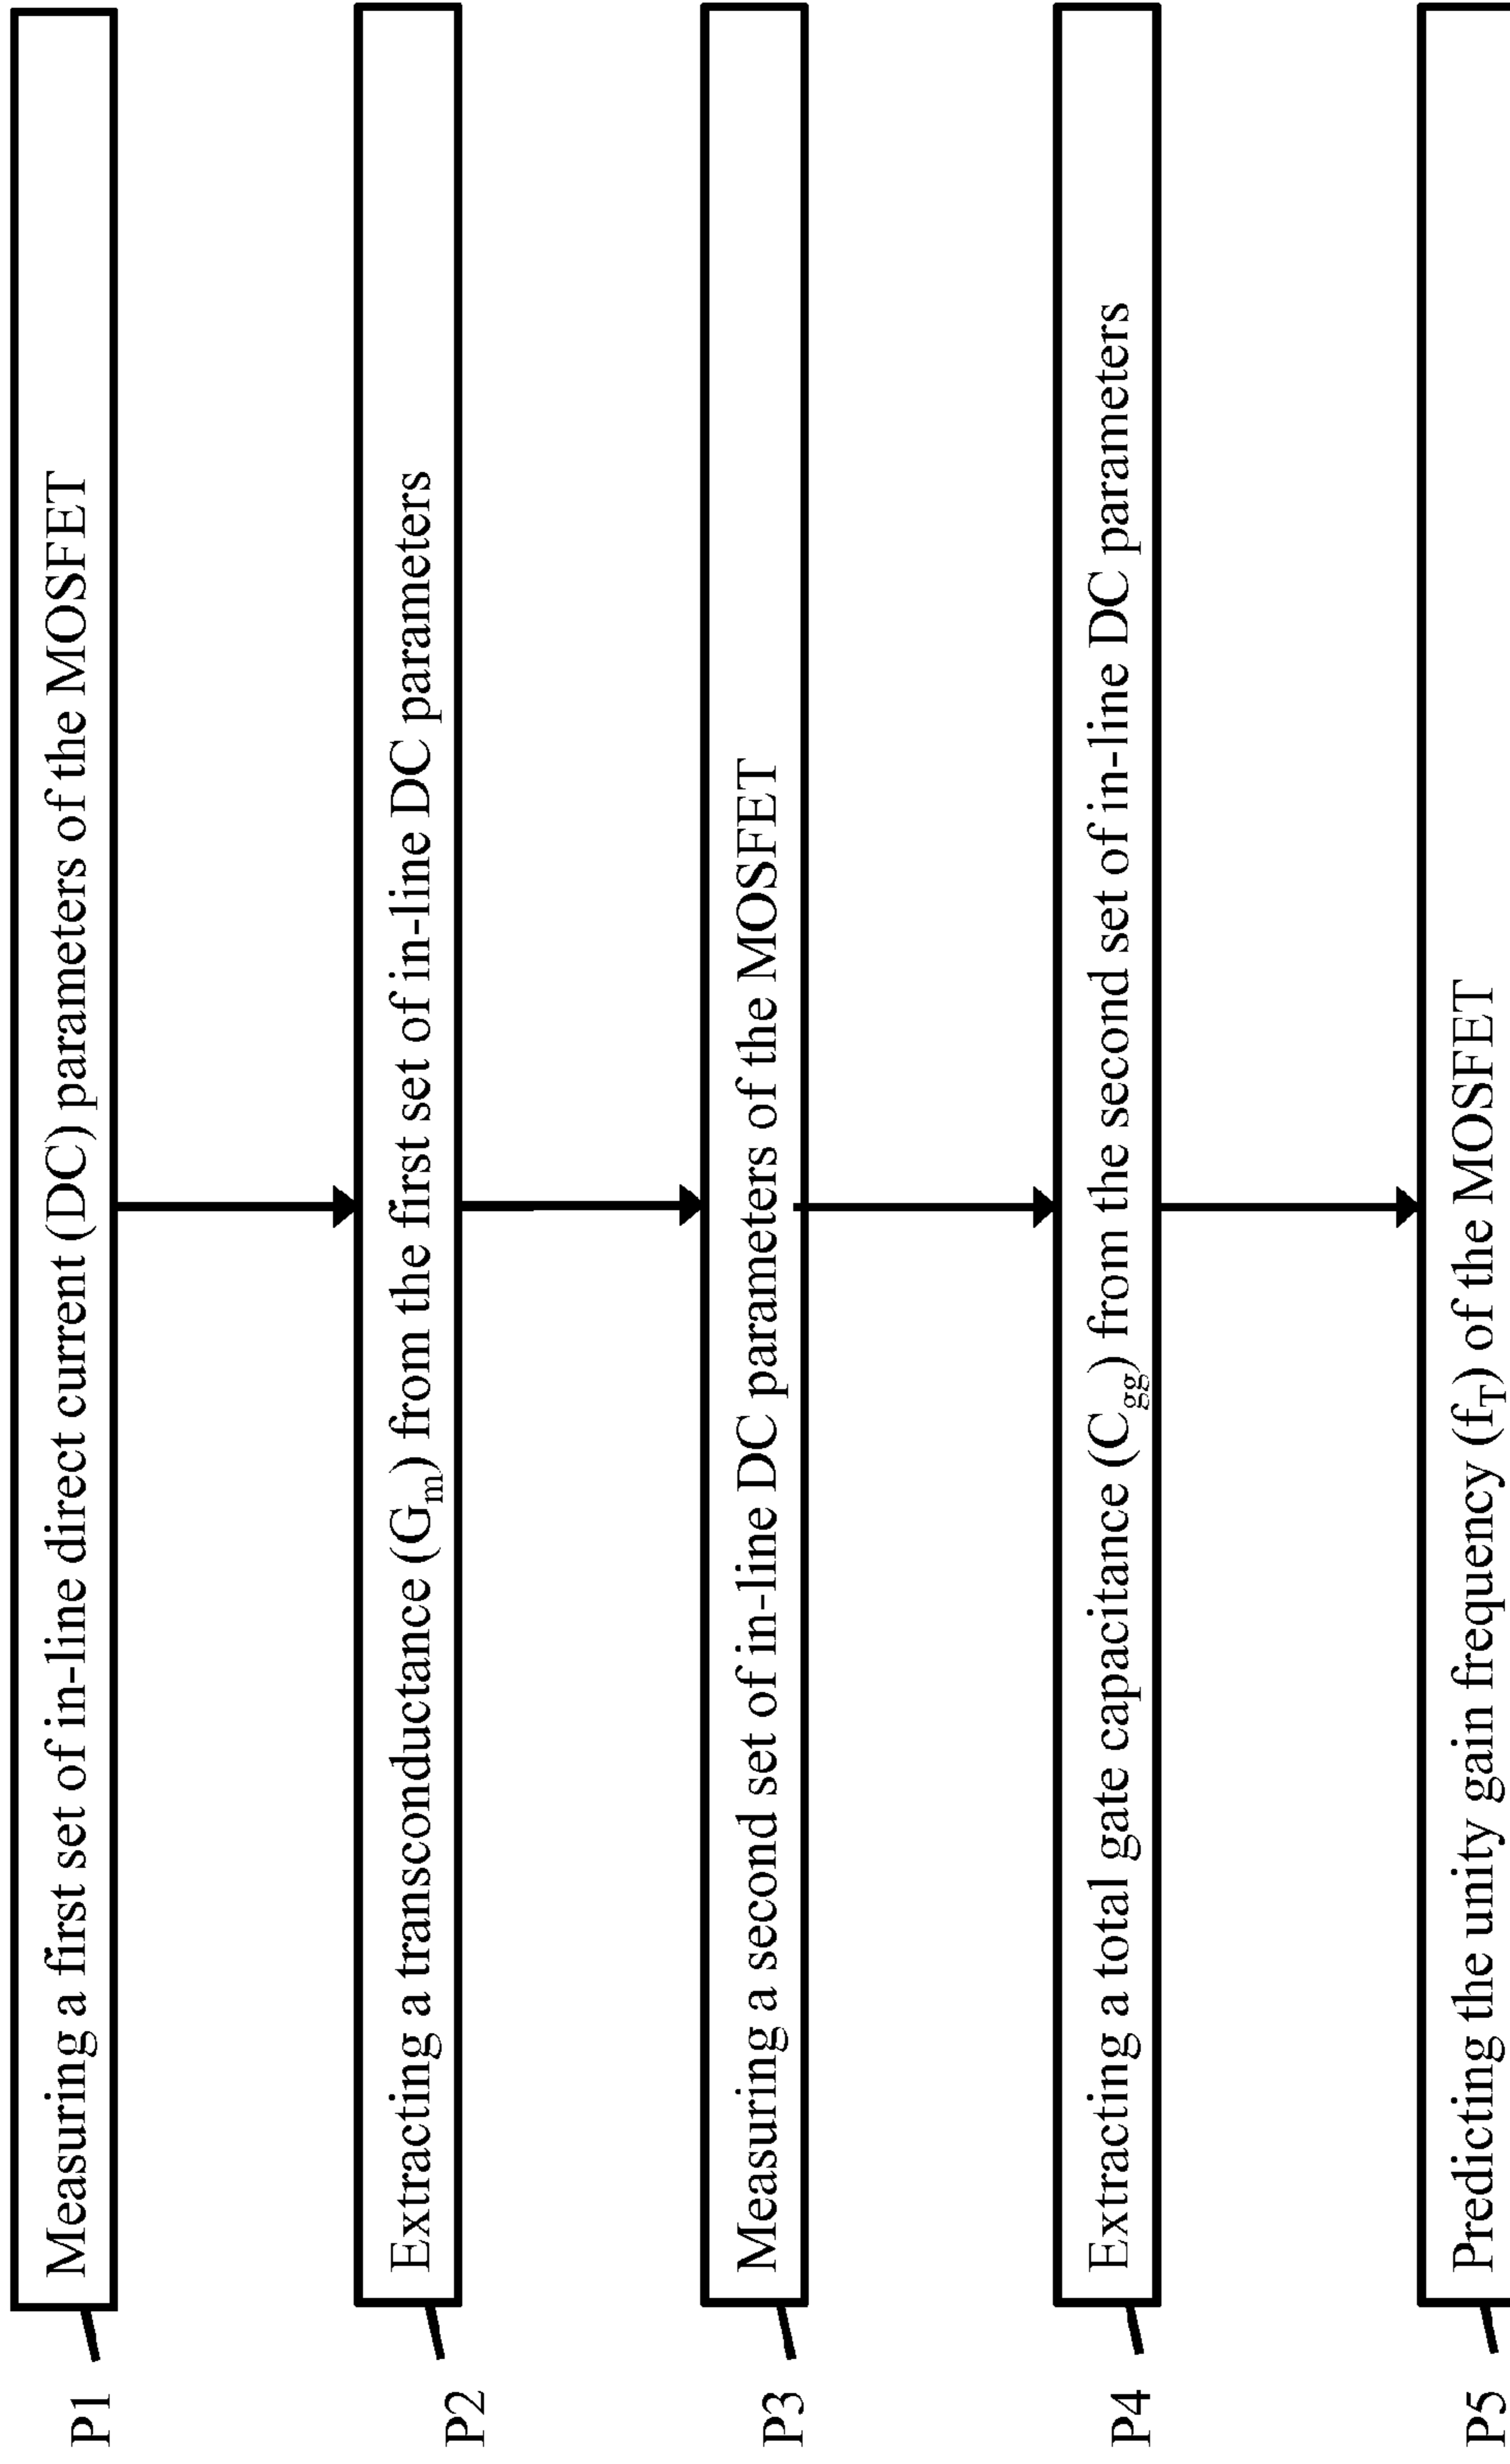 P1
Measuring a first set of in-line direct current (DC) parameters of the MOSFET
P2
Extracting a transconductance (Gm) from the first set of in-line DC parameters
P3
Measuring a second set of in-line DC parameters of the MOSFET
P4
Extracting a total gate capacitance (Cgg) from the second set of in-line DC parameters
P5
Predicting the unity gain frequency (fT) of the MOSFET